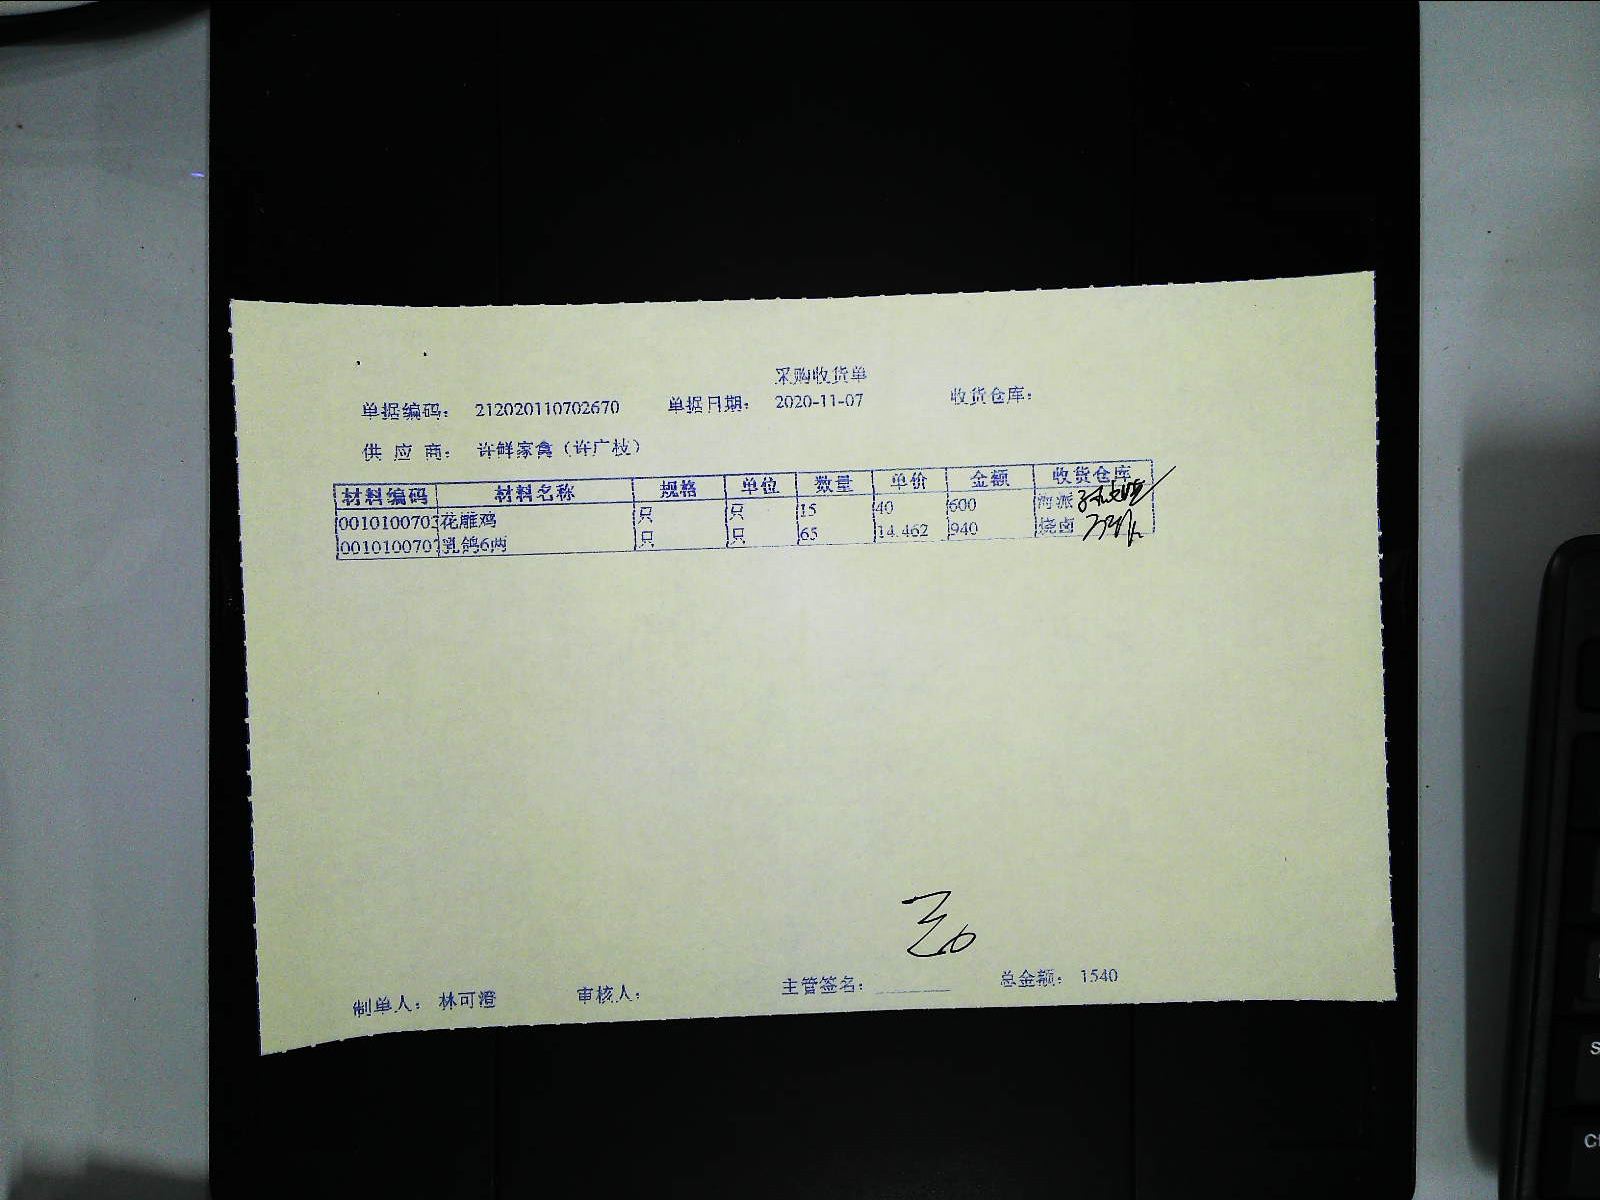 采购收货单
单据编码： 212020110702670 单据日期： 2020-11-07 收货仓库：
供 应 商： 许鲜家禽（许广枝）
材料编码 材料名称 规格 单位 数量 单价 金额 收货仓库
001010070 花雕鸡 只 只 15 40 600 海派
001010070 乳鸽6两 只 只 65 14.462 940 烧卤
制单人： 林可澄 审核人： 主管签名： 总金额： 1540